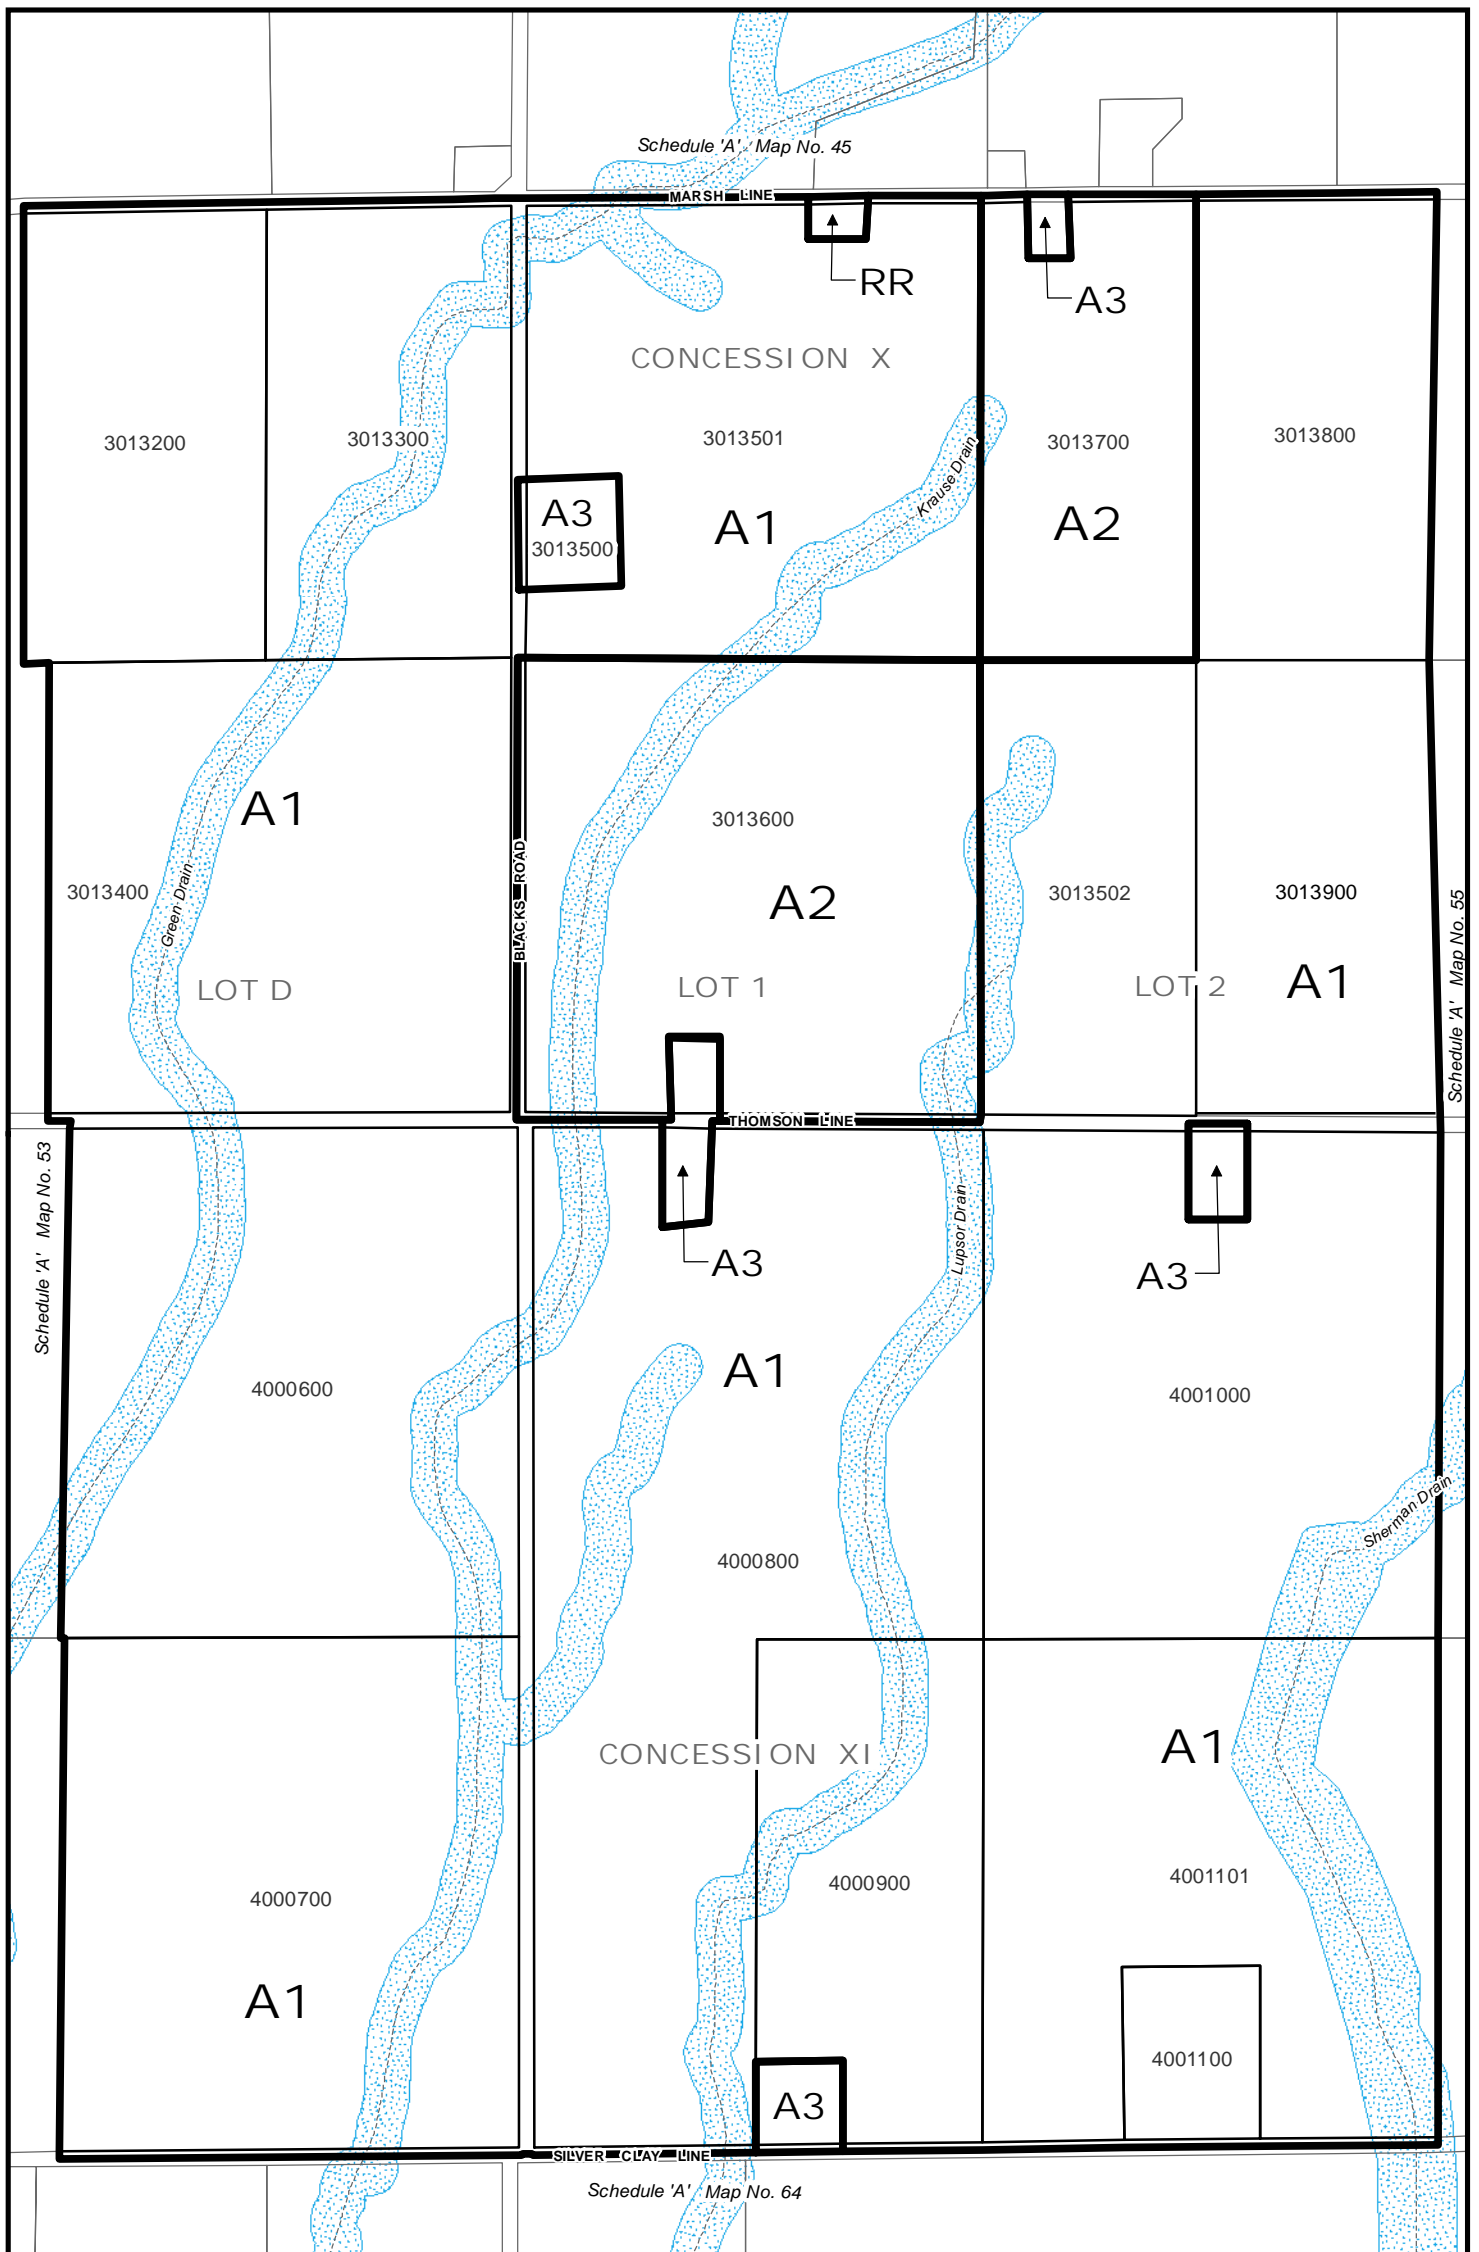 Schedule 'A' Map No. 45
MARSH LINE
RR
A3
CONCESSION X
3013200
3013300
3013501
3013700
3013800
Krause Drain
A3
3013500
A1
A2
A1
3013600
3013400
Green Drain
BLACKS ROAD
A2
3013502
3013900
Schedule 'A' Map No. 55
LOT D
LOT 1
LOT 2
A1
THOMSON LINE
Schedule 'A' Map No. 53
Lupsor Drain
A3
A3
A1
4000600
4001000
Sherman Drain
4000800
CONCESSION XI
A1
4000700
4000900
4001101
A1
4001100
A3
SILVER CLAY LINE
Schedule 'A' Map No. 64